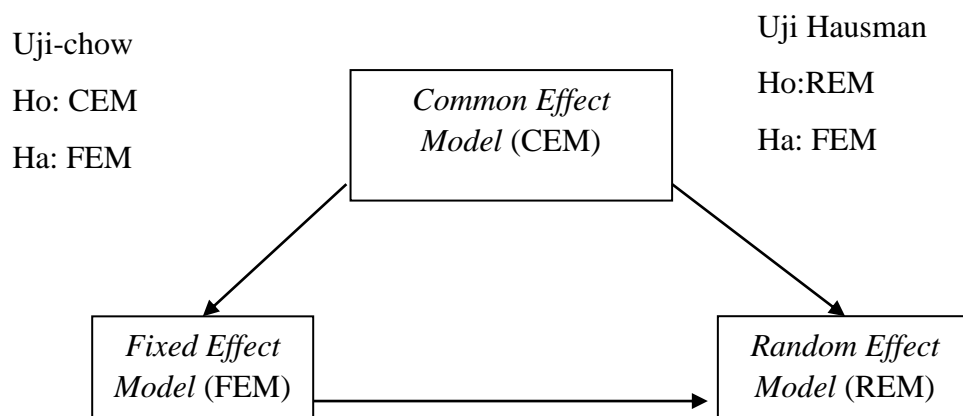 Uji-chow
Ho: CEM
Ha: FEM
Uji Hausman
Ho:REM
Ha: FEM
Common Effect
Model (CEM)
Fixed Effect
Model (FEM)
Random Effect
Model (REM)